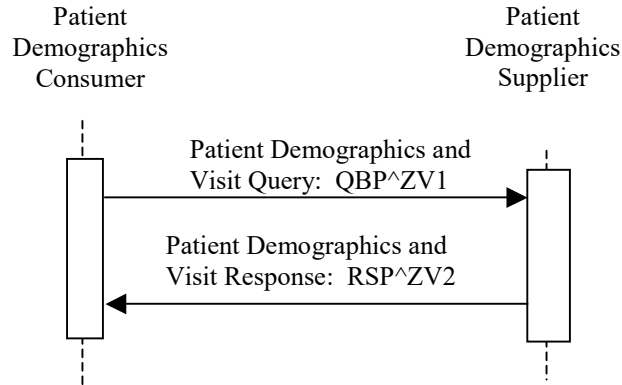 Patient
Demographics
Consumer
Patient
Demographics
Supplier
Patient Demographics and
Visit Query: QBP^ZV1
Patient Demographics and
Visit Response: RSP^ZV2